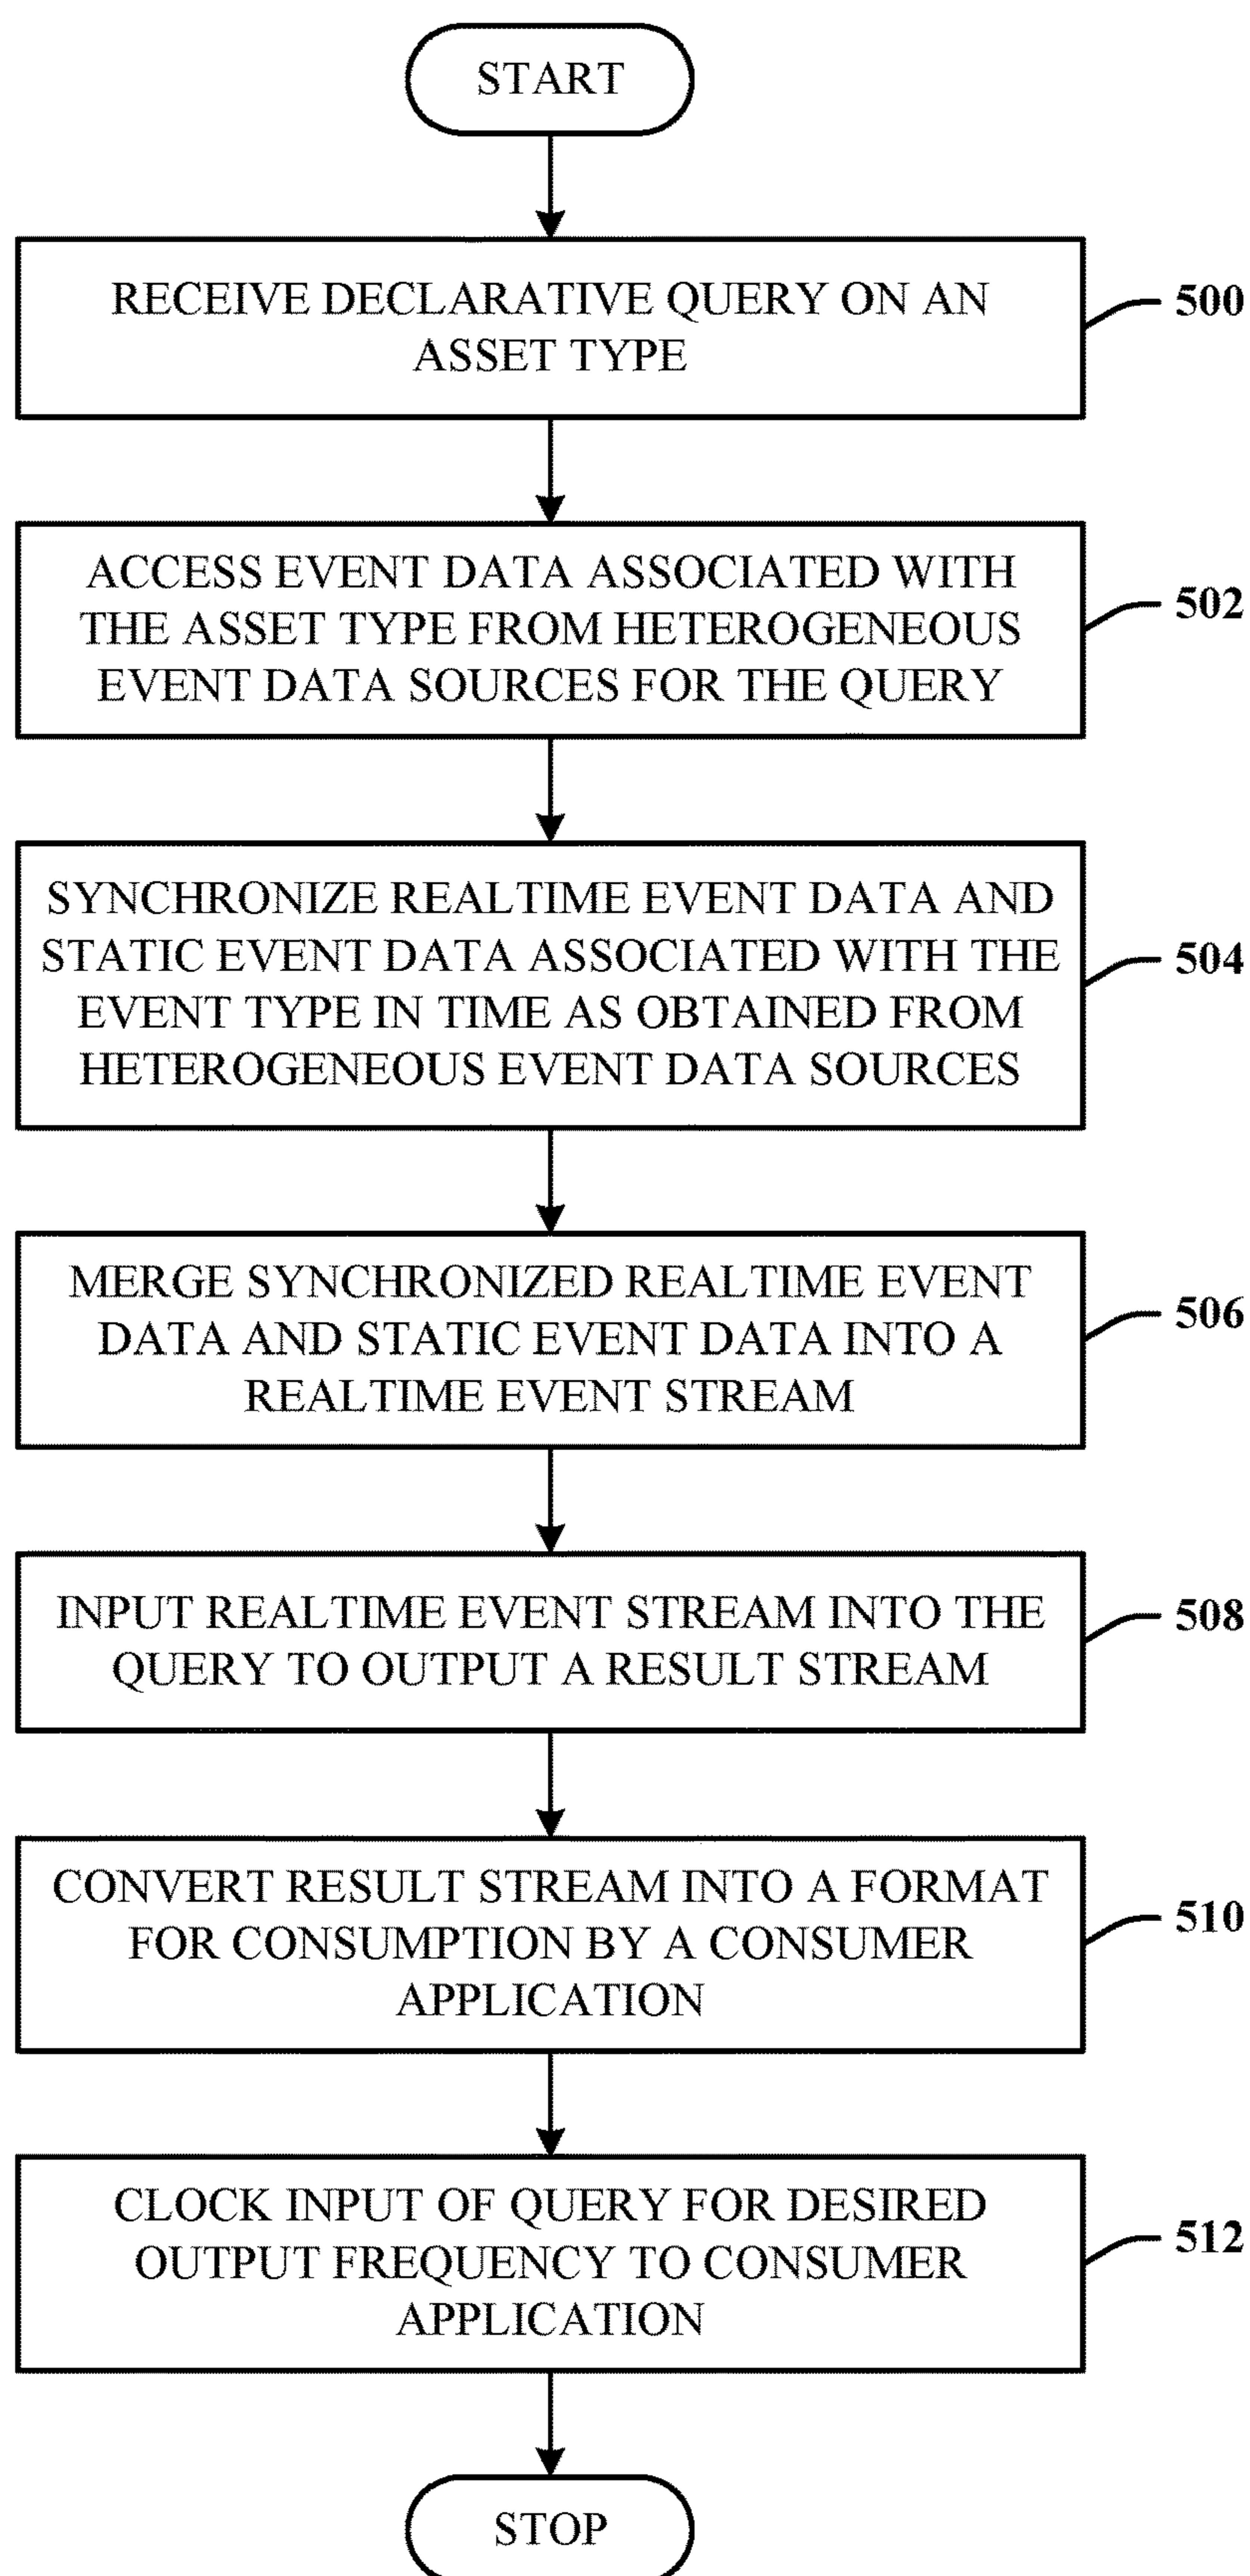 START
RECEIVE DECLARATIVE QUERY ON AN
ASSET TYPE
500
ACCESS EVENT DATA ASSOCIATED WITH
THE ASSET TYPE FROM HETEROGENEOUS
EVENT DATA SOURCES FOR THE QUERY
502
SYNCHRONIZE REALTIME EVENT DATA AND
STATIC EVENT DATA ASSOCIATED WITH THE
EVENT TYPE IN TIME AS OBTAINED FROM
HETEROGENEOUS EVENT DATA SOURCES
504
MERGE SYNCHRONIZED REALTIME EVENT
DATA AND STATIC EVENT DATA INTO A
REALTIME EVENT STREAM
506
INPUT REALTIME EVENT STREAM INTO THE
QUERY TO OUTPUT A RESULT STREAM
508
CONVERT RESULT STREAM INTO A FORMAT
FOR CONSUMPTION BY A CONSUMER
APPLICATION
510
CLOCK INPUT OF QUERY FOR DESIRED
OUTPUT FREQUENCY TO CONSUMER
APPLICATION
512
STOP